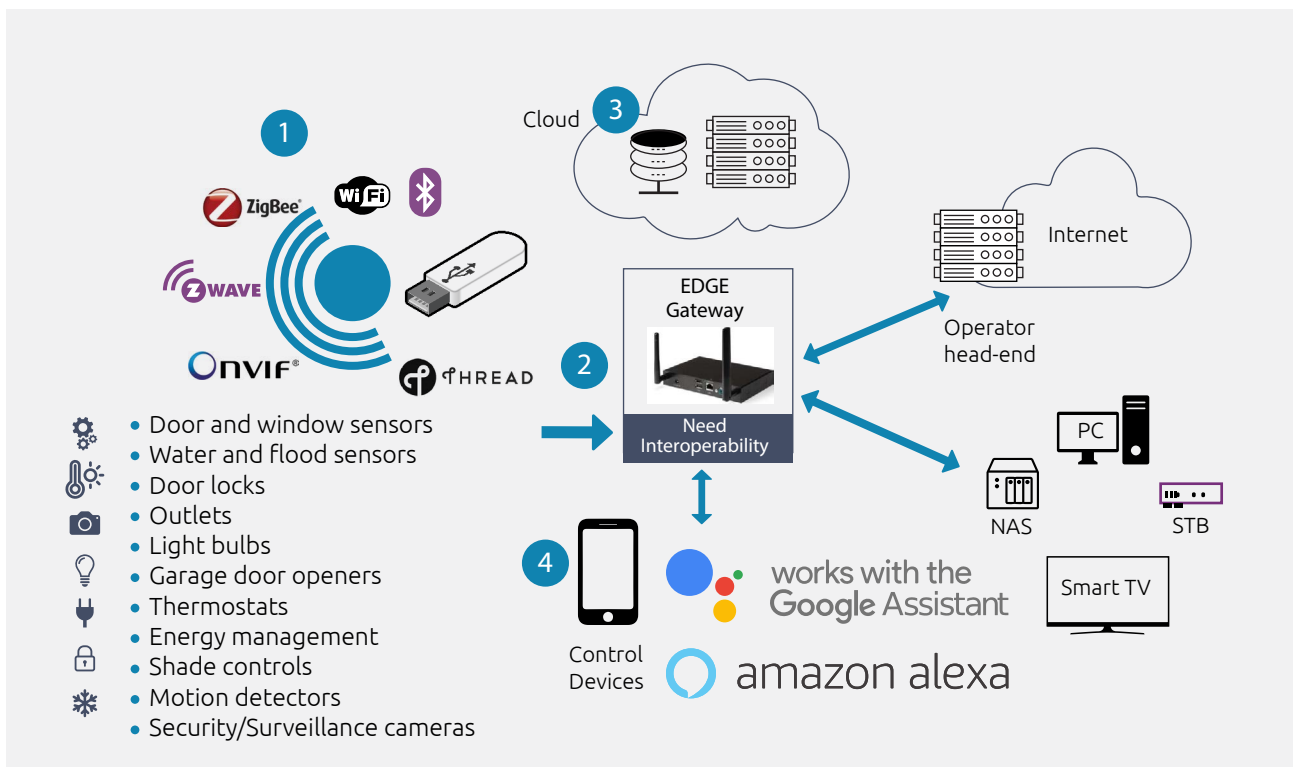 1
ZigBee®
WiFi
ZWAVE
ONVIF®
THREAD
Cloud
3
Internet
Operator
head-end
2
EDGE
Gateway
Need
Interoperability
• Door and window sensors
• Water and flood sensors
• Door locks
• Outlets
• Light bulbs
• Garage door openers
• Thermostats
• Energy management
• Shade controls
• Motion detectors
• Security/Surveillance cameras
4
Control
Devices
works with the
Google Assistant
amazon alexa
PC
NAS
STB
Smart TV